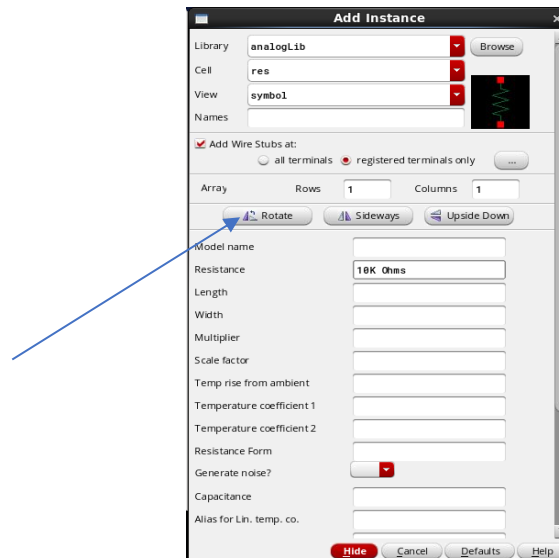 Add Instance
Library analogLib Browse
Cell res
View symbol
Names
Add Wire Stubs at:
all terminals registered terminals only ...
Array Rows 1 Columns 1
Rotate Sideways Upside Down
Model name
Resistance 10K Ohms
Length
Width
Multiplier
Scale factor
Temp rise from ambient
Temperature coefficient 1
Temperature coefficient 2
Resistance Form
Generate noise?
Capacitance
Alias for Lin. temp. co.
Hide Cancel Defaults Help